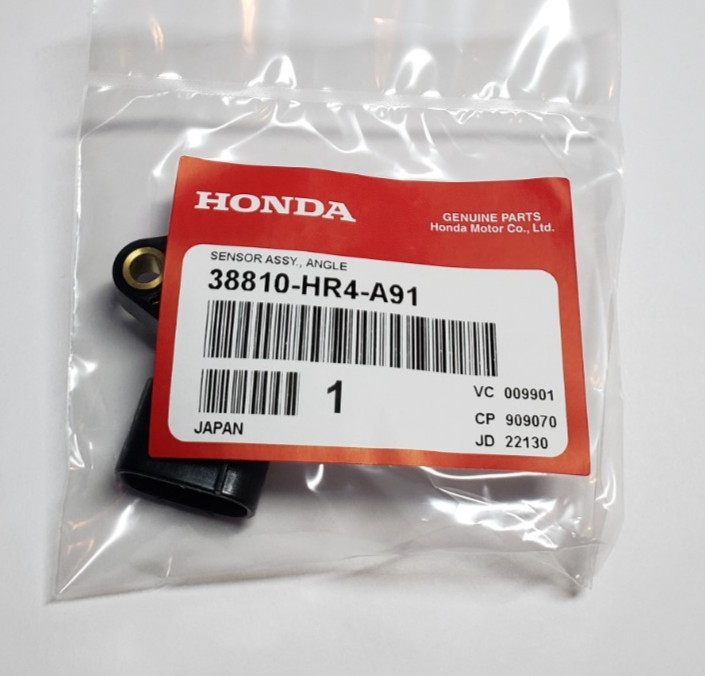 HONDA
GENUINE PARTS
Honda Motor Co., Ltd.
SENSOR ASSY., ANGLE
38810-HR4-A91
1
VC 009901
CP 909070
JD 22130
JAPAN